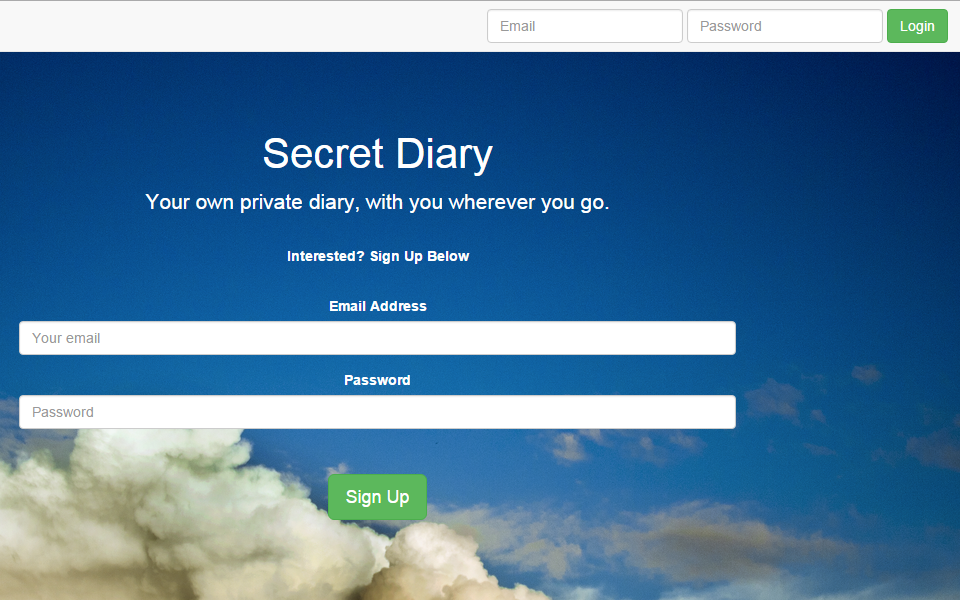 Email Password Login
Secret Diary
Your own private diary, with you wherever you go.
Interested? Sign Up Below
Email Address
Your email
Password
Password
Sign Up